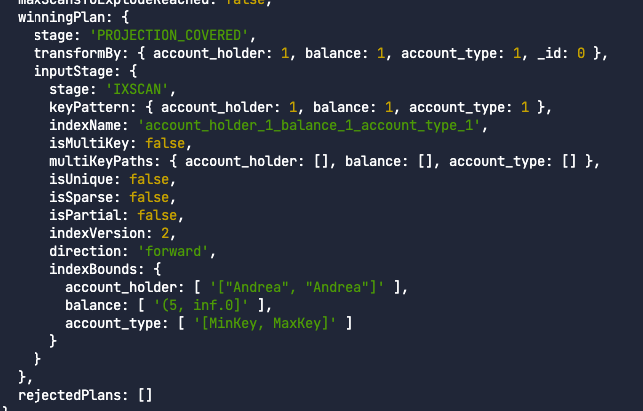 maxScansToExplodeReached: false,
winningPlan: {
stage: 'PROJECTION_COVERED',
transformBy: { account_holder: 1, balance: 1, account_type: 1, _id: 0 },
inputStage: {
stage: 'IXSCAN',
keyPattern: { account_holder: 1, balance: 1, account_type: 1 },
indexName: 'account_holder_1_balance_1_account_type_1',
isMultiKey: false,
multiKeyPaths: { account_holder: [], balance: [], account_type: [] },
isUnique: false,
isSparse: false,
isPartial: false,
indexVersion: 2,
direction: 'forward',
indexBounds: {
account_holder: [ '["Andrea", "Andrea"]' ],
balance: [ '(5, inf.0]' ],
account_type: [ '[MinKey, MaxKey]' ]
}
}
},
rejectedPlans: []
}